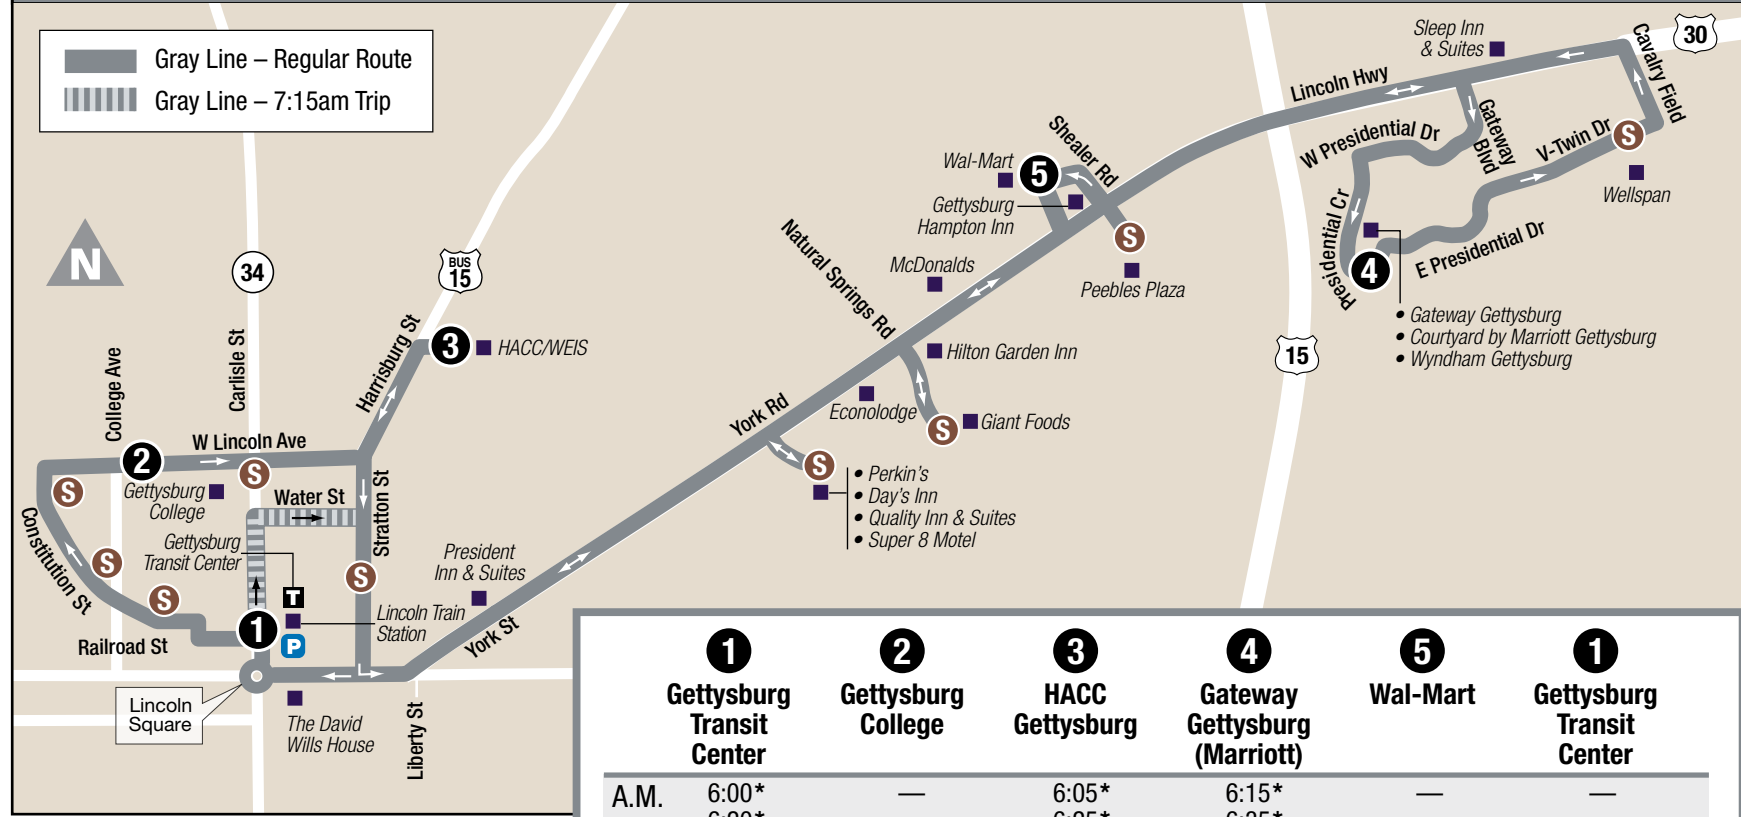 Gray Line – Regular Route
Gray Line – 7:15am Trip
N
34
BUS
15
15
30
Sleep Inn
& Suites
Cavalry Field
Lincoln Hwy
Gateway
Blvd
W Presidential Dr
V-Twin Dr
S
Wellspan
Presidential Cr
4
E Presidential Dr
• Gateway Gettysburg
• Courtyard by Marriott Gettysburg
• Wyndham Gettysburg
Shealer Rd
Wal-Mart
5
Gettysburg
Hampton Inn
S
Peebles Plaza
McDonalds
Natural Springs Rd
Hilton Garden Inn
Econolodge
S
Giant Foods
York Rd
S
• Perkin's
• Day's Inn
• Quality Inn & Suites
• Super 8 Motel
Harrisburg St
3
HACC/WEIS
Carlisle St
College Ave
W Lincoln Ave
2
S
Gettysburg
College
S
Water St
Stratton St
Constitution St
Gettysburg
Transit Center
S
S
S
T
President
Inn & Suites
Lincoln Train
Station
1
P
York St
Railroad St
Lincoln
Square
The David
Wills House
Liberty St
1
Gettysburg
Transit
Center
2
Gettysburg
College
3
HACC
Gettysburg
4
Gateway
Gettysburg
(Marriott)
5
Wal-Mart
1
Gettysburg
Transit
Center
A.M. 6:00* — 6:05* 6:15* — —